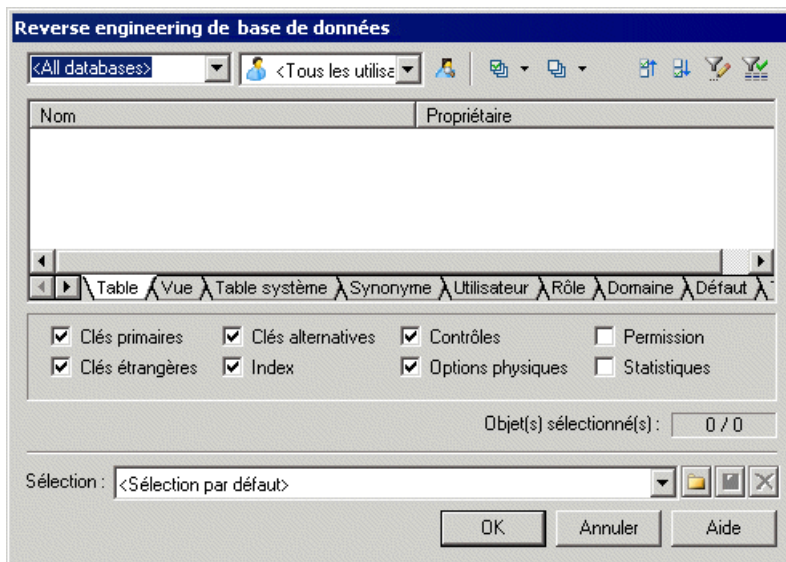 Reverse engineering de base de données
<All databases> <Tous les utilisa
Nom Propriétaire
Table Vue Table système Synonyme Utilisateur Rôle Domaine Défaut
Clés primaires Clés alternatives Contrôles Permission
Clés étrangères Index Options physiques Statistiques
Objet(s) sélectionné(s) : 0 / 0
Sélection : <Sélection par défaut>
OK Annuler Aide